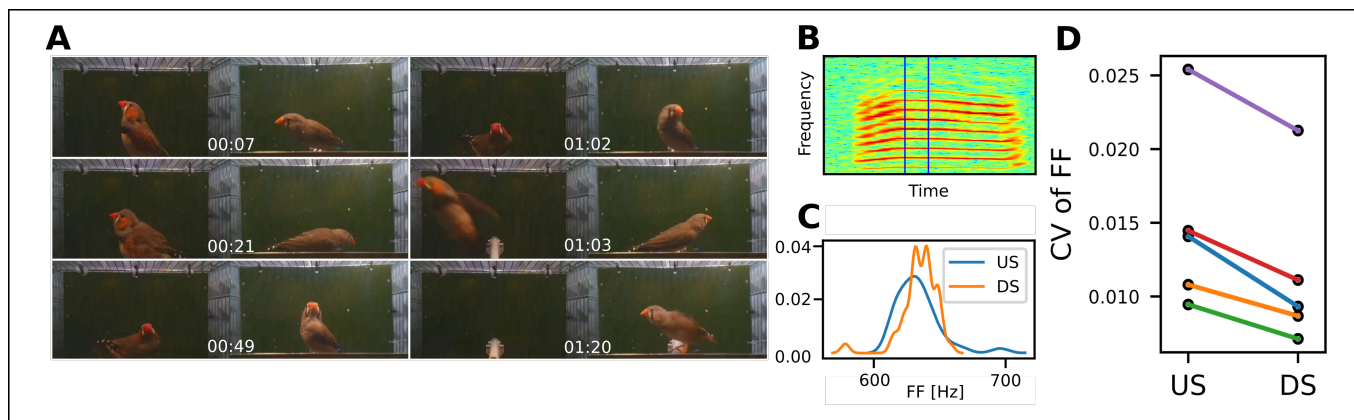 A
00:07
01:02
00:21
01:03
00:49
01:20
B
Frequency
Time
C
0.04
0.02
0.00
US
DS
600
700
FF [Hz]
D
0.025
0.020
0.015
0.010
CV of FF
US
DS